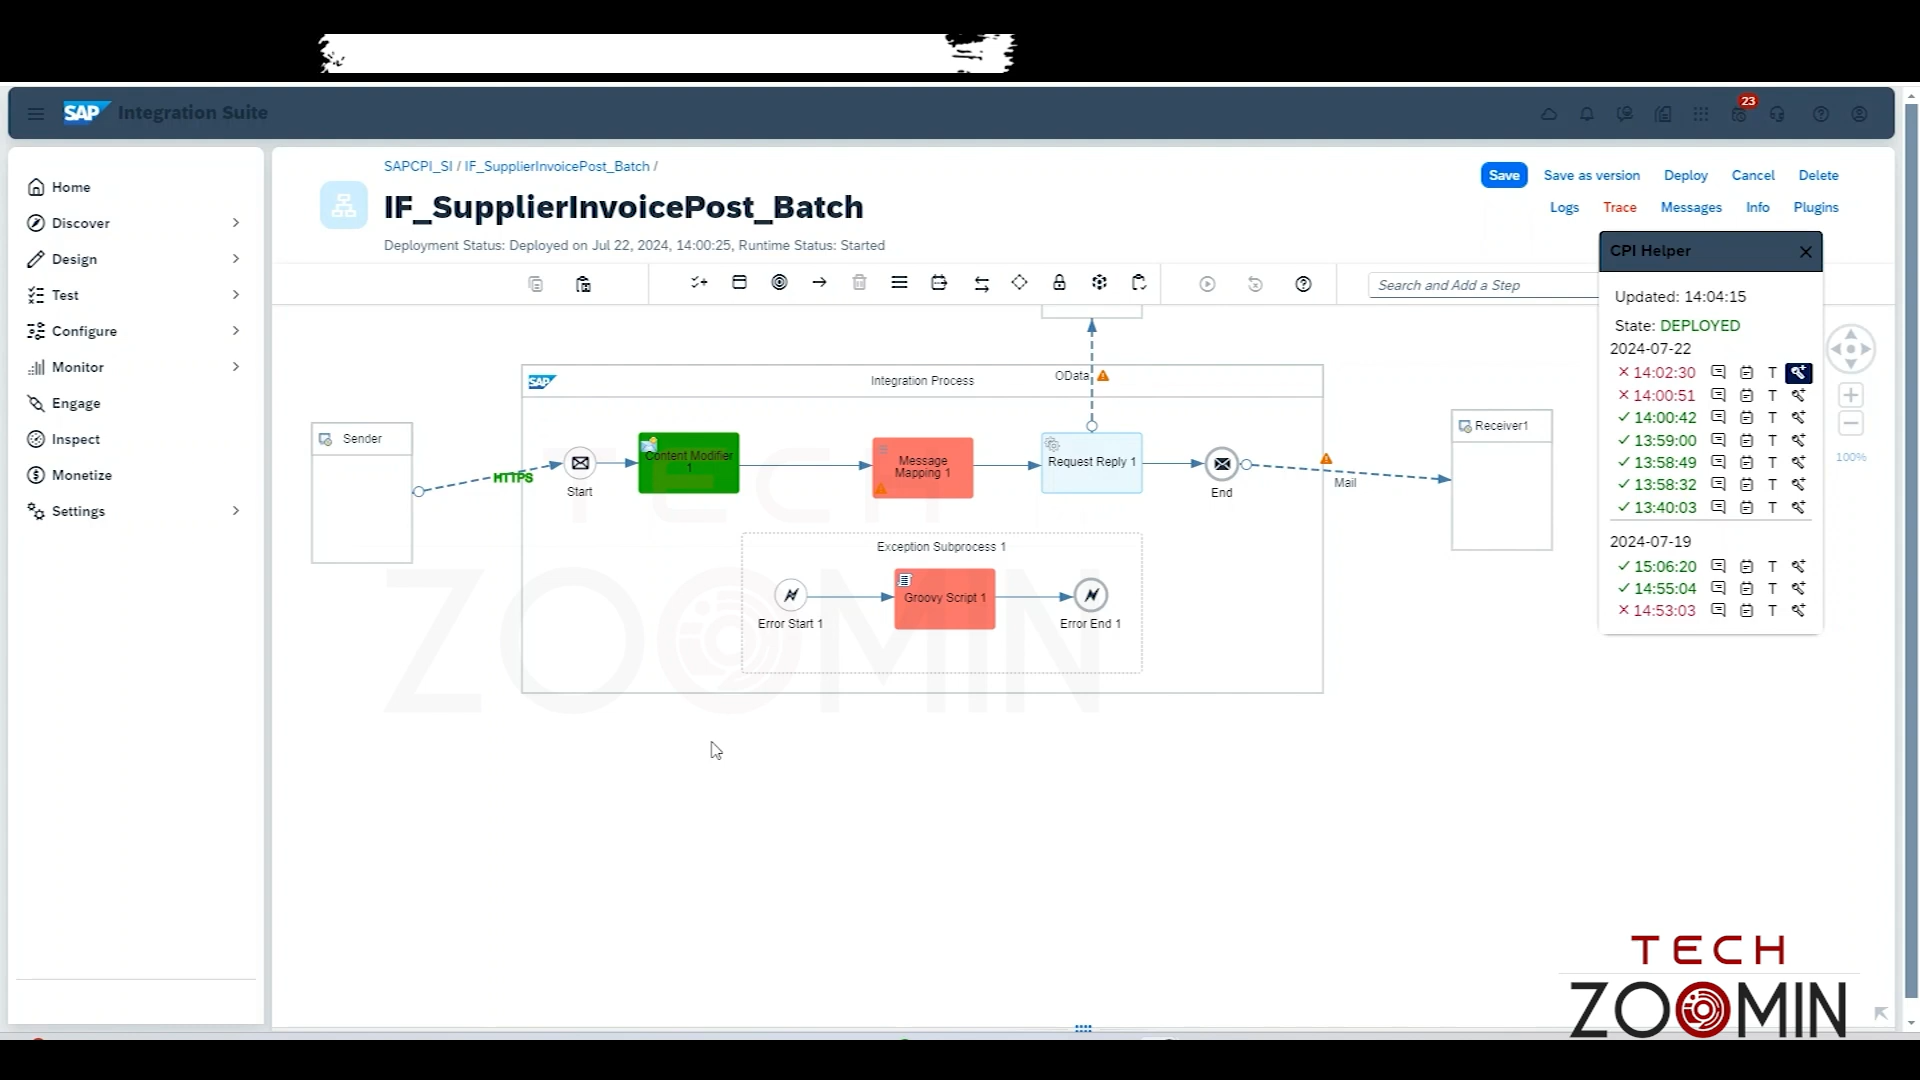 SAP Integration Suite
23
Home
Discover
Design
Test
Configure
Monitor
Engage
Inspect
Monetize
Settings
SAPCPI_SI / IF_SupplierInvoicePost_Batch /
IF_SupplierInvoicePost_Batch
Deployment Status: Deployed on Jul 22, 2024, 14:00:25, Runtime Status: Started
Save Save as version Deploy Cancel Delete
Logs Trace Messages Info Plugins
Search and Add a Step
CPI Helper
Updated: 14:04:15
State: DEPLOYED
2024-07-22
14:02:30 T
14:00:51 T
14:00:42 T
13:59:00 T
13:58:49 T
13:58:32 T
13:40:03 T
2024-07-19
15:06:20 T
14:55:04 T
14:53:03 T
100%
SAP
Integration Process
OData
Sender
HTTPS
Start
Content Modifier
1
Message
Mapping 1
Request Reply 1
End
Mail
Receiver1
Exception Subprocess 1
Error Start 1
Groovy Script 1
Error End 1
TECH
ZOOMIN
TECH
ZOOMIN